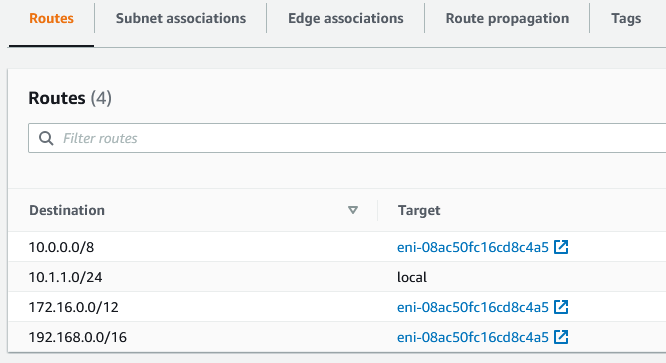 Routes Subnet associations Edge associations Route propagation Tags
Routes (4)
Filter routes
Destination Target
10.0.0.0/8 eni-08ac50fc16cd8c4a5
10.1.1.0/24 local
172.16.0.0/12 eni-08ac50fc16cd8c4a5
192.168.0.0/16 eni-08ac50fc16cd8c4a5